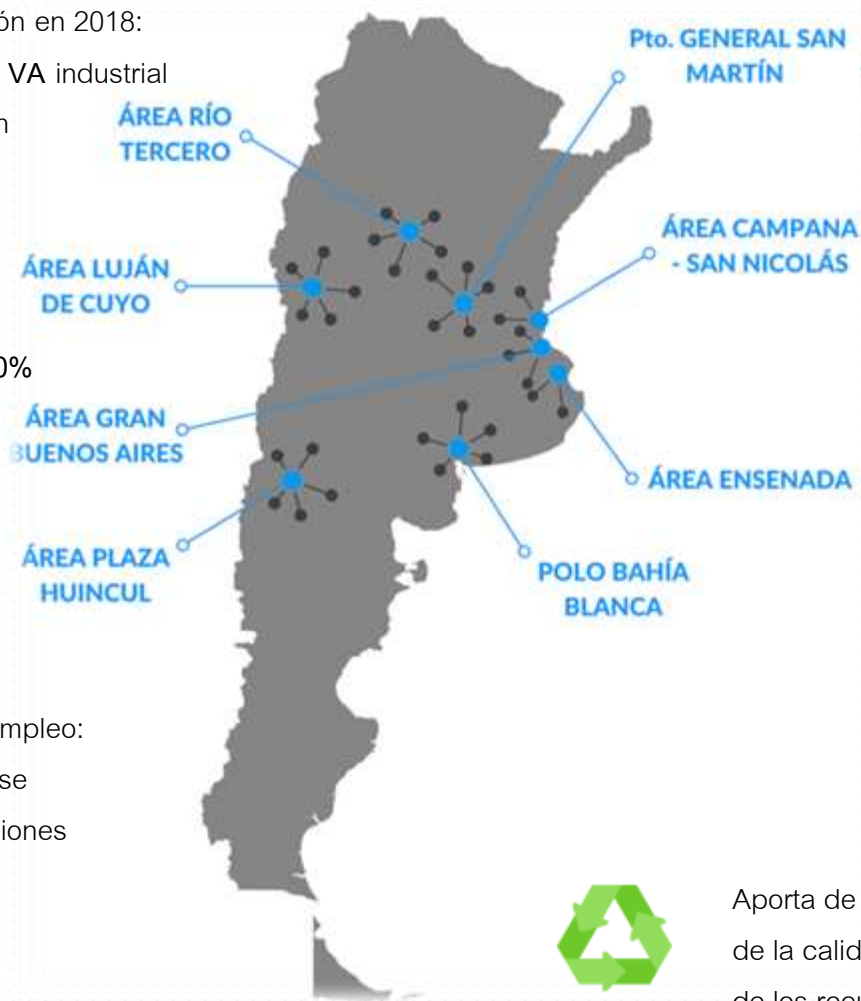 ón en 2018:
VA industrial
Pto. GENERAL SAN
MARTÍN
ÁREA RÍO
TERCERO
ÁREA CAMPANA
- SAN NICOLÁS
ÁREA LUJÁN
DE CUYO
0%
ÁREA GRAN
BUENOS AIRES
ÁREA ENSENADA
ÁREA PLAZA
HUINCUL
POLO BAHÍA
BLANCA
mpleo:
se
iones
Aporta de
de la calid